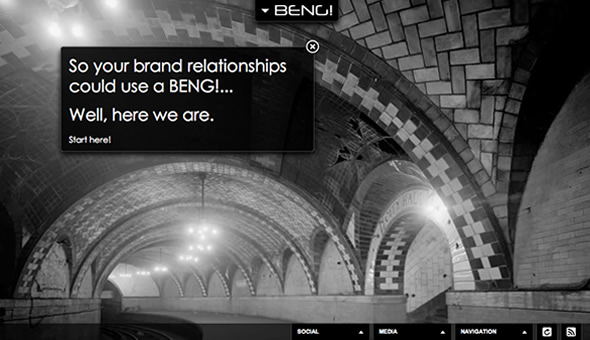 BENG!
So your brand relationships
could use a BENG!...
Well, here we are.
Start here!
SOCIAL
MEDIA
NAVIGATION